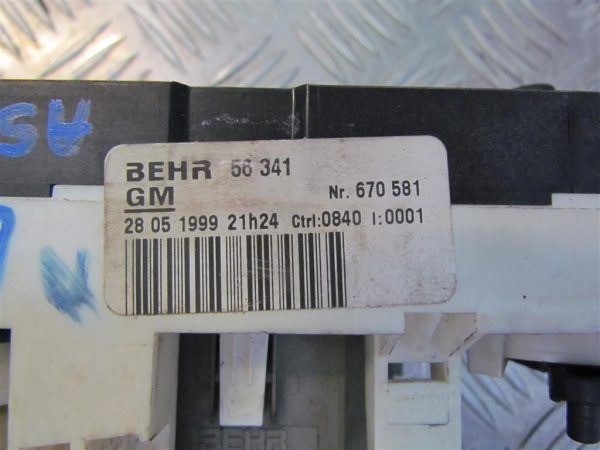 BEHR 56 341
GM Nr. 670 581
28 05 1999 21h24 Ctrl:0840 I:0001
BEHR